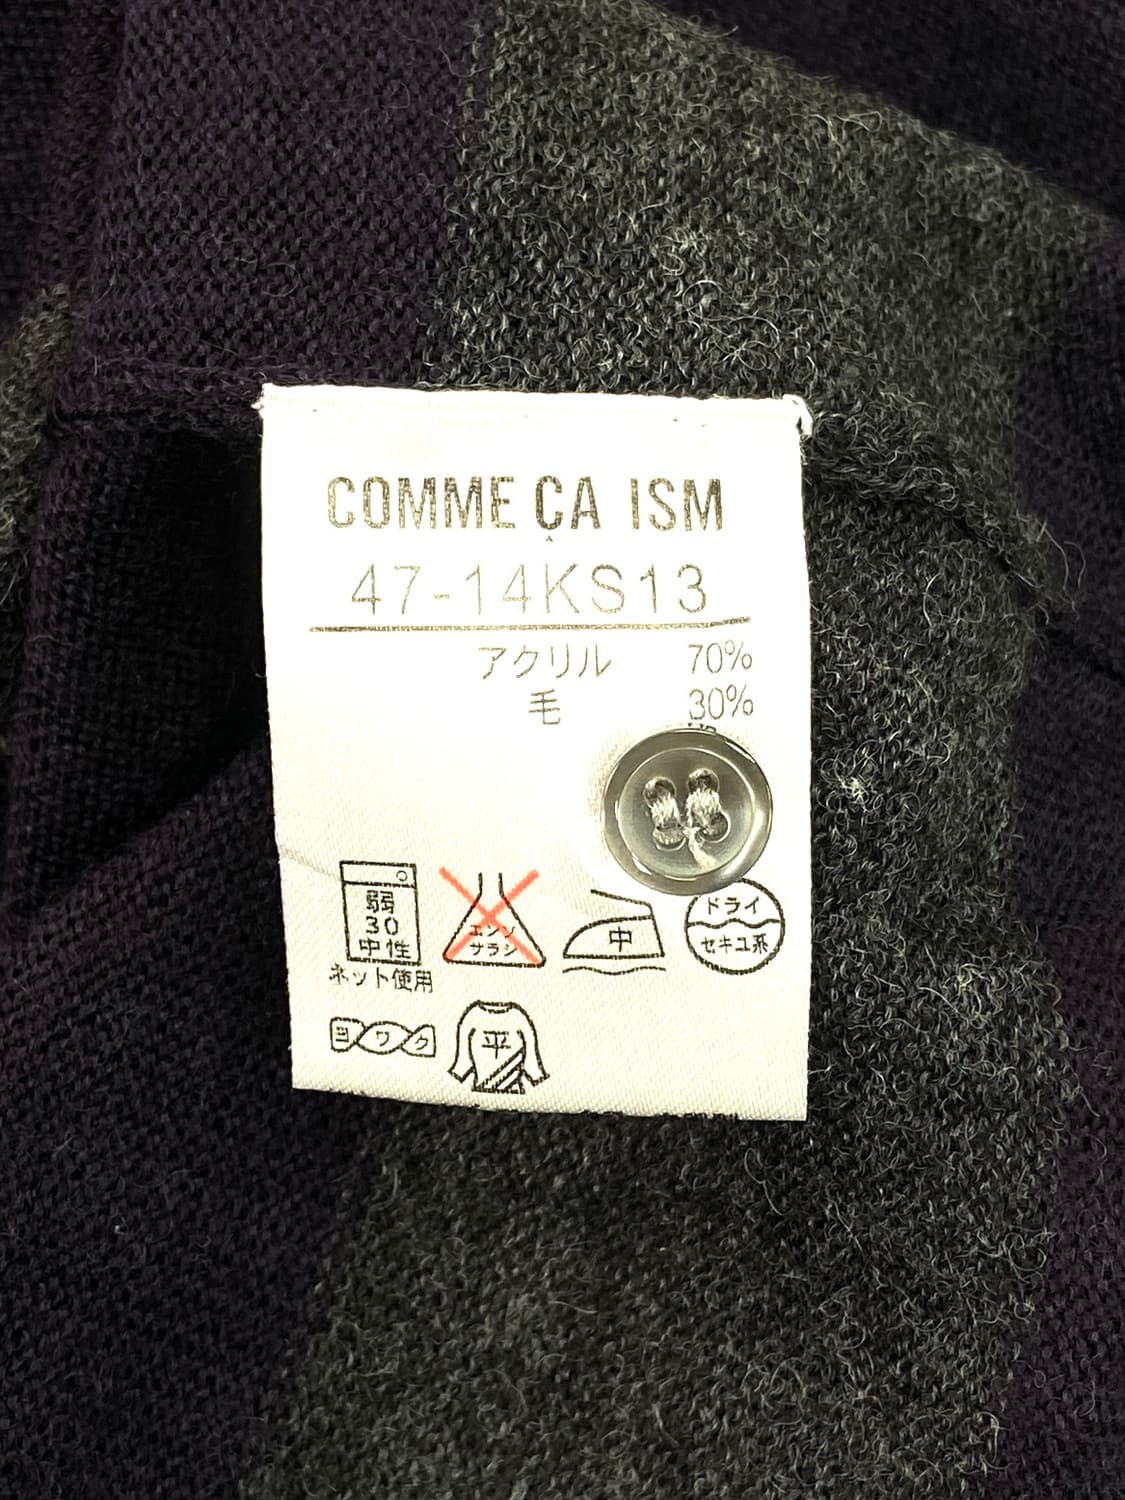 COMME ÇA ISM
47-14KS13
アクリル 70%
毛 30%
弱
30
中性
ネット使用
エンソ
サラシ
中
ドライ
セキユ系
ヨワク
平